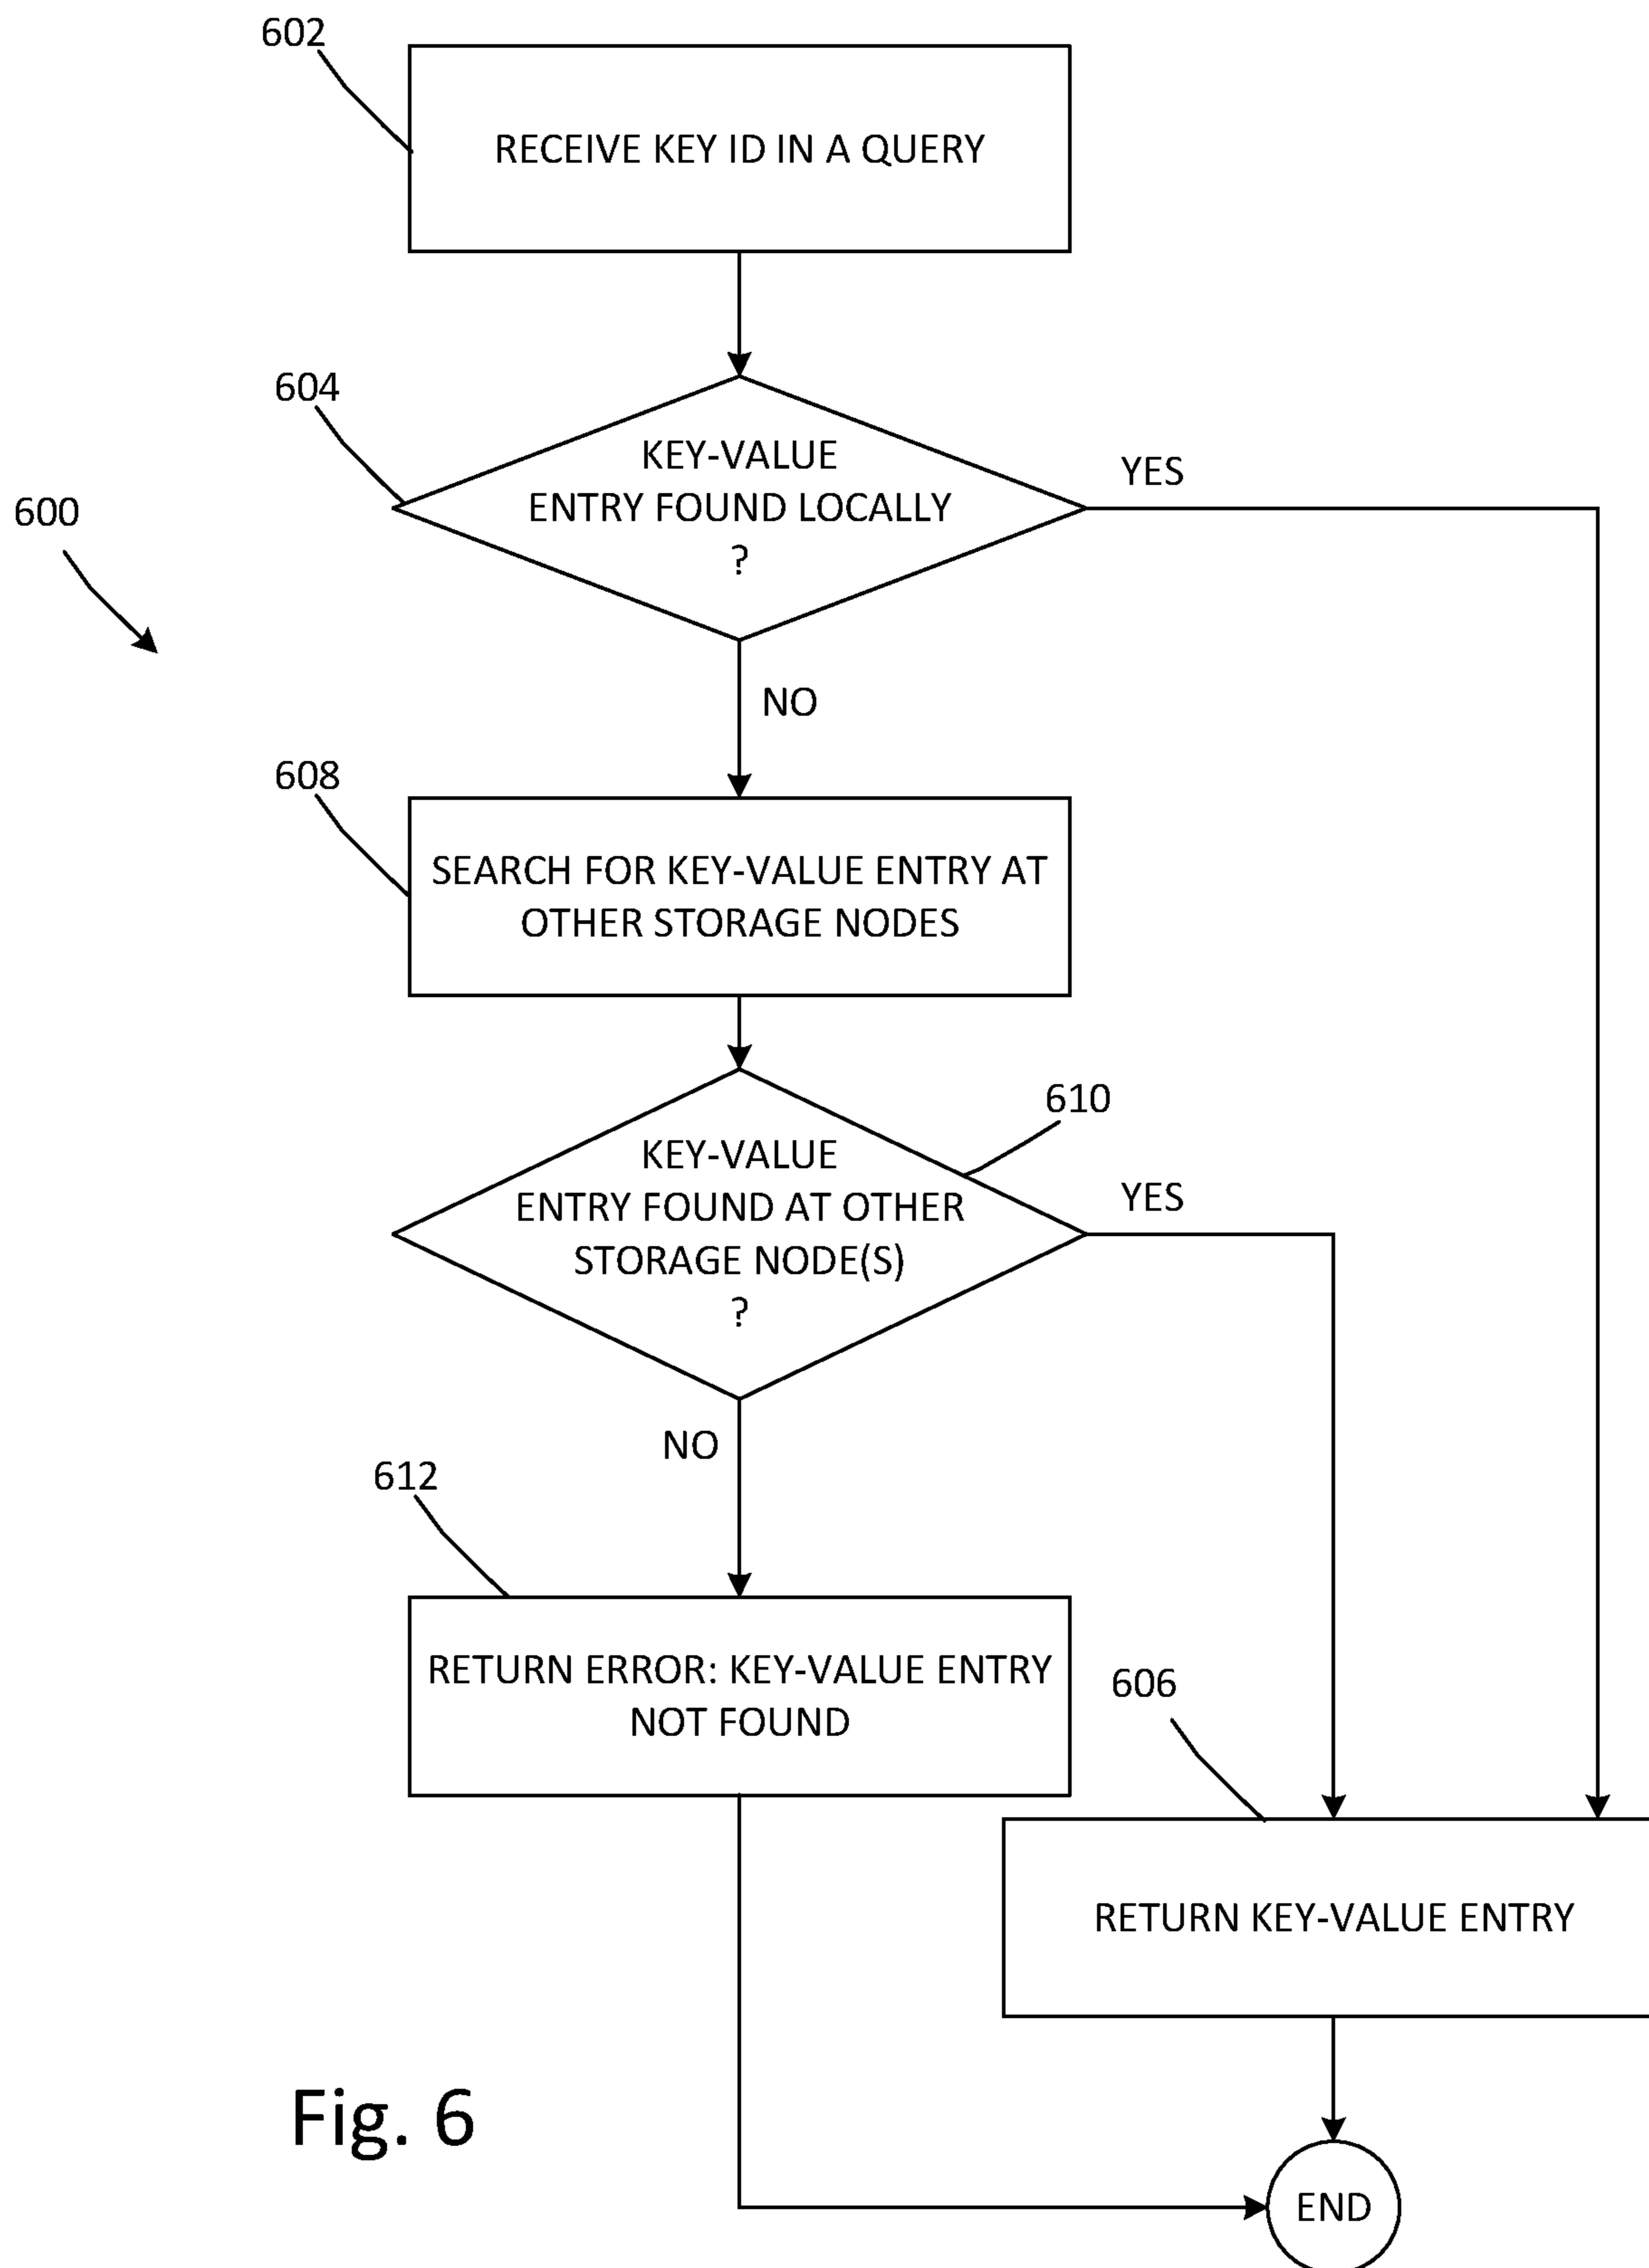 602
RECEIVE KEY ID IN A QUERY
604
KEY-VALUE
ENTRY FOUND LOCALLY
?
YES
600
NO
608
SEARCH FOR KEY-VALUE ENTRY AT
OTHER STORAGE NODES
610
KEY-VALUE
ENTRY FOUND AT OTHER
STORAGE NODE(S)
?
YES
NO
612
RETURN ERROR: KEY-VALUE ENTRY
NOT FOUND
606
RETURN KEY-VALUE ENTRY
Fig. 6
END